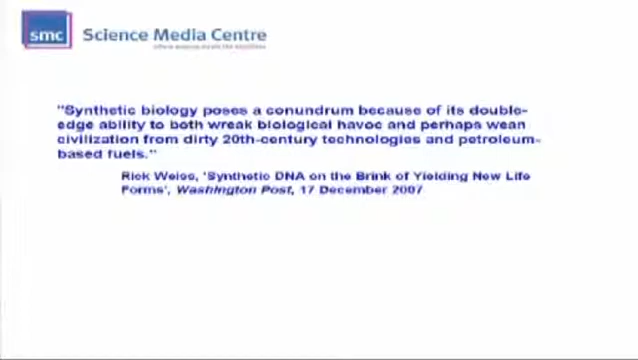 smc Science Media Centre
"Synthetic biology poses a conundrum because of its double-
edge ability to both wreak biological havoc and perhaps wean
civilization from dirty 20th-century technologies and petroleum-
based fuels."
Rick Weiss, 'Synthetic DNA on the Brink of Yielding New Life
Forms', Washington Post, 17 December 2007